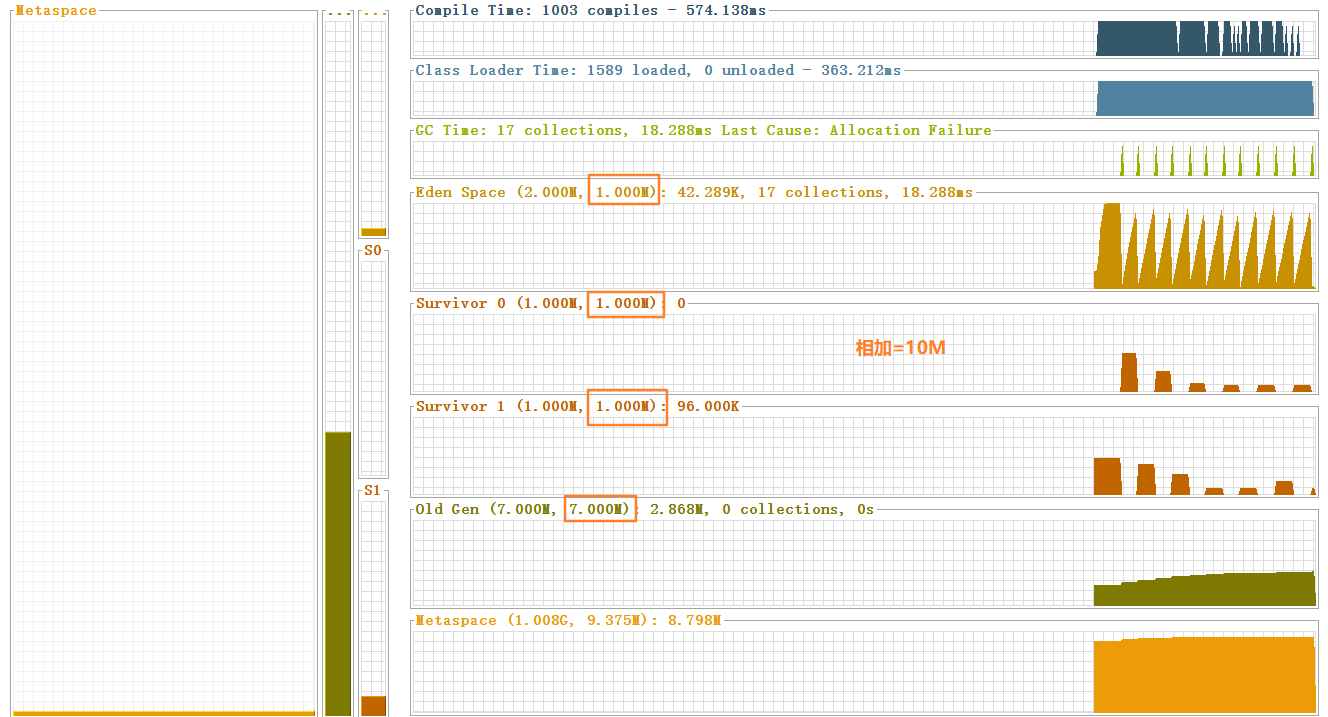 Metaspace
...
...
S0
S1
Compile Time: 1003 compiles - 574.138ms
Class Loader Time: 1589 loaded, 0 unloaded - 363.212ms
GC Time: 17 collections, 18.288ms Last Cause: Allocation Failure
Eden Space (2.000M, 1.000M): 42.289K, 17 collections, 18.288ms
Survivor 0 (1.000M, 1.000M): 0
相加=10M
Survivor 1 (1.000M, 1.000M): 96.000K
Old Gen (7.000M, 7.000M): 2.868M, 0 collections, 0s
Metaspace (1.008G, 9.375M): 8.798M